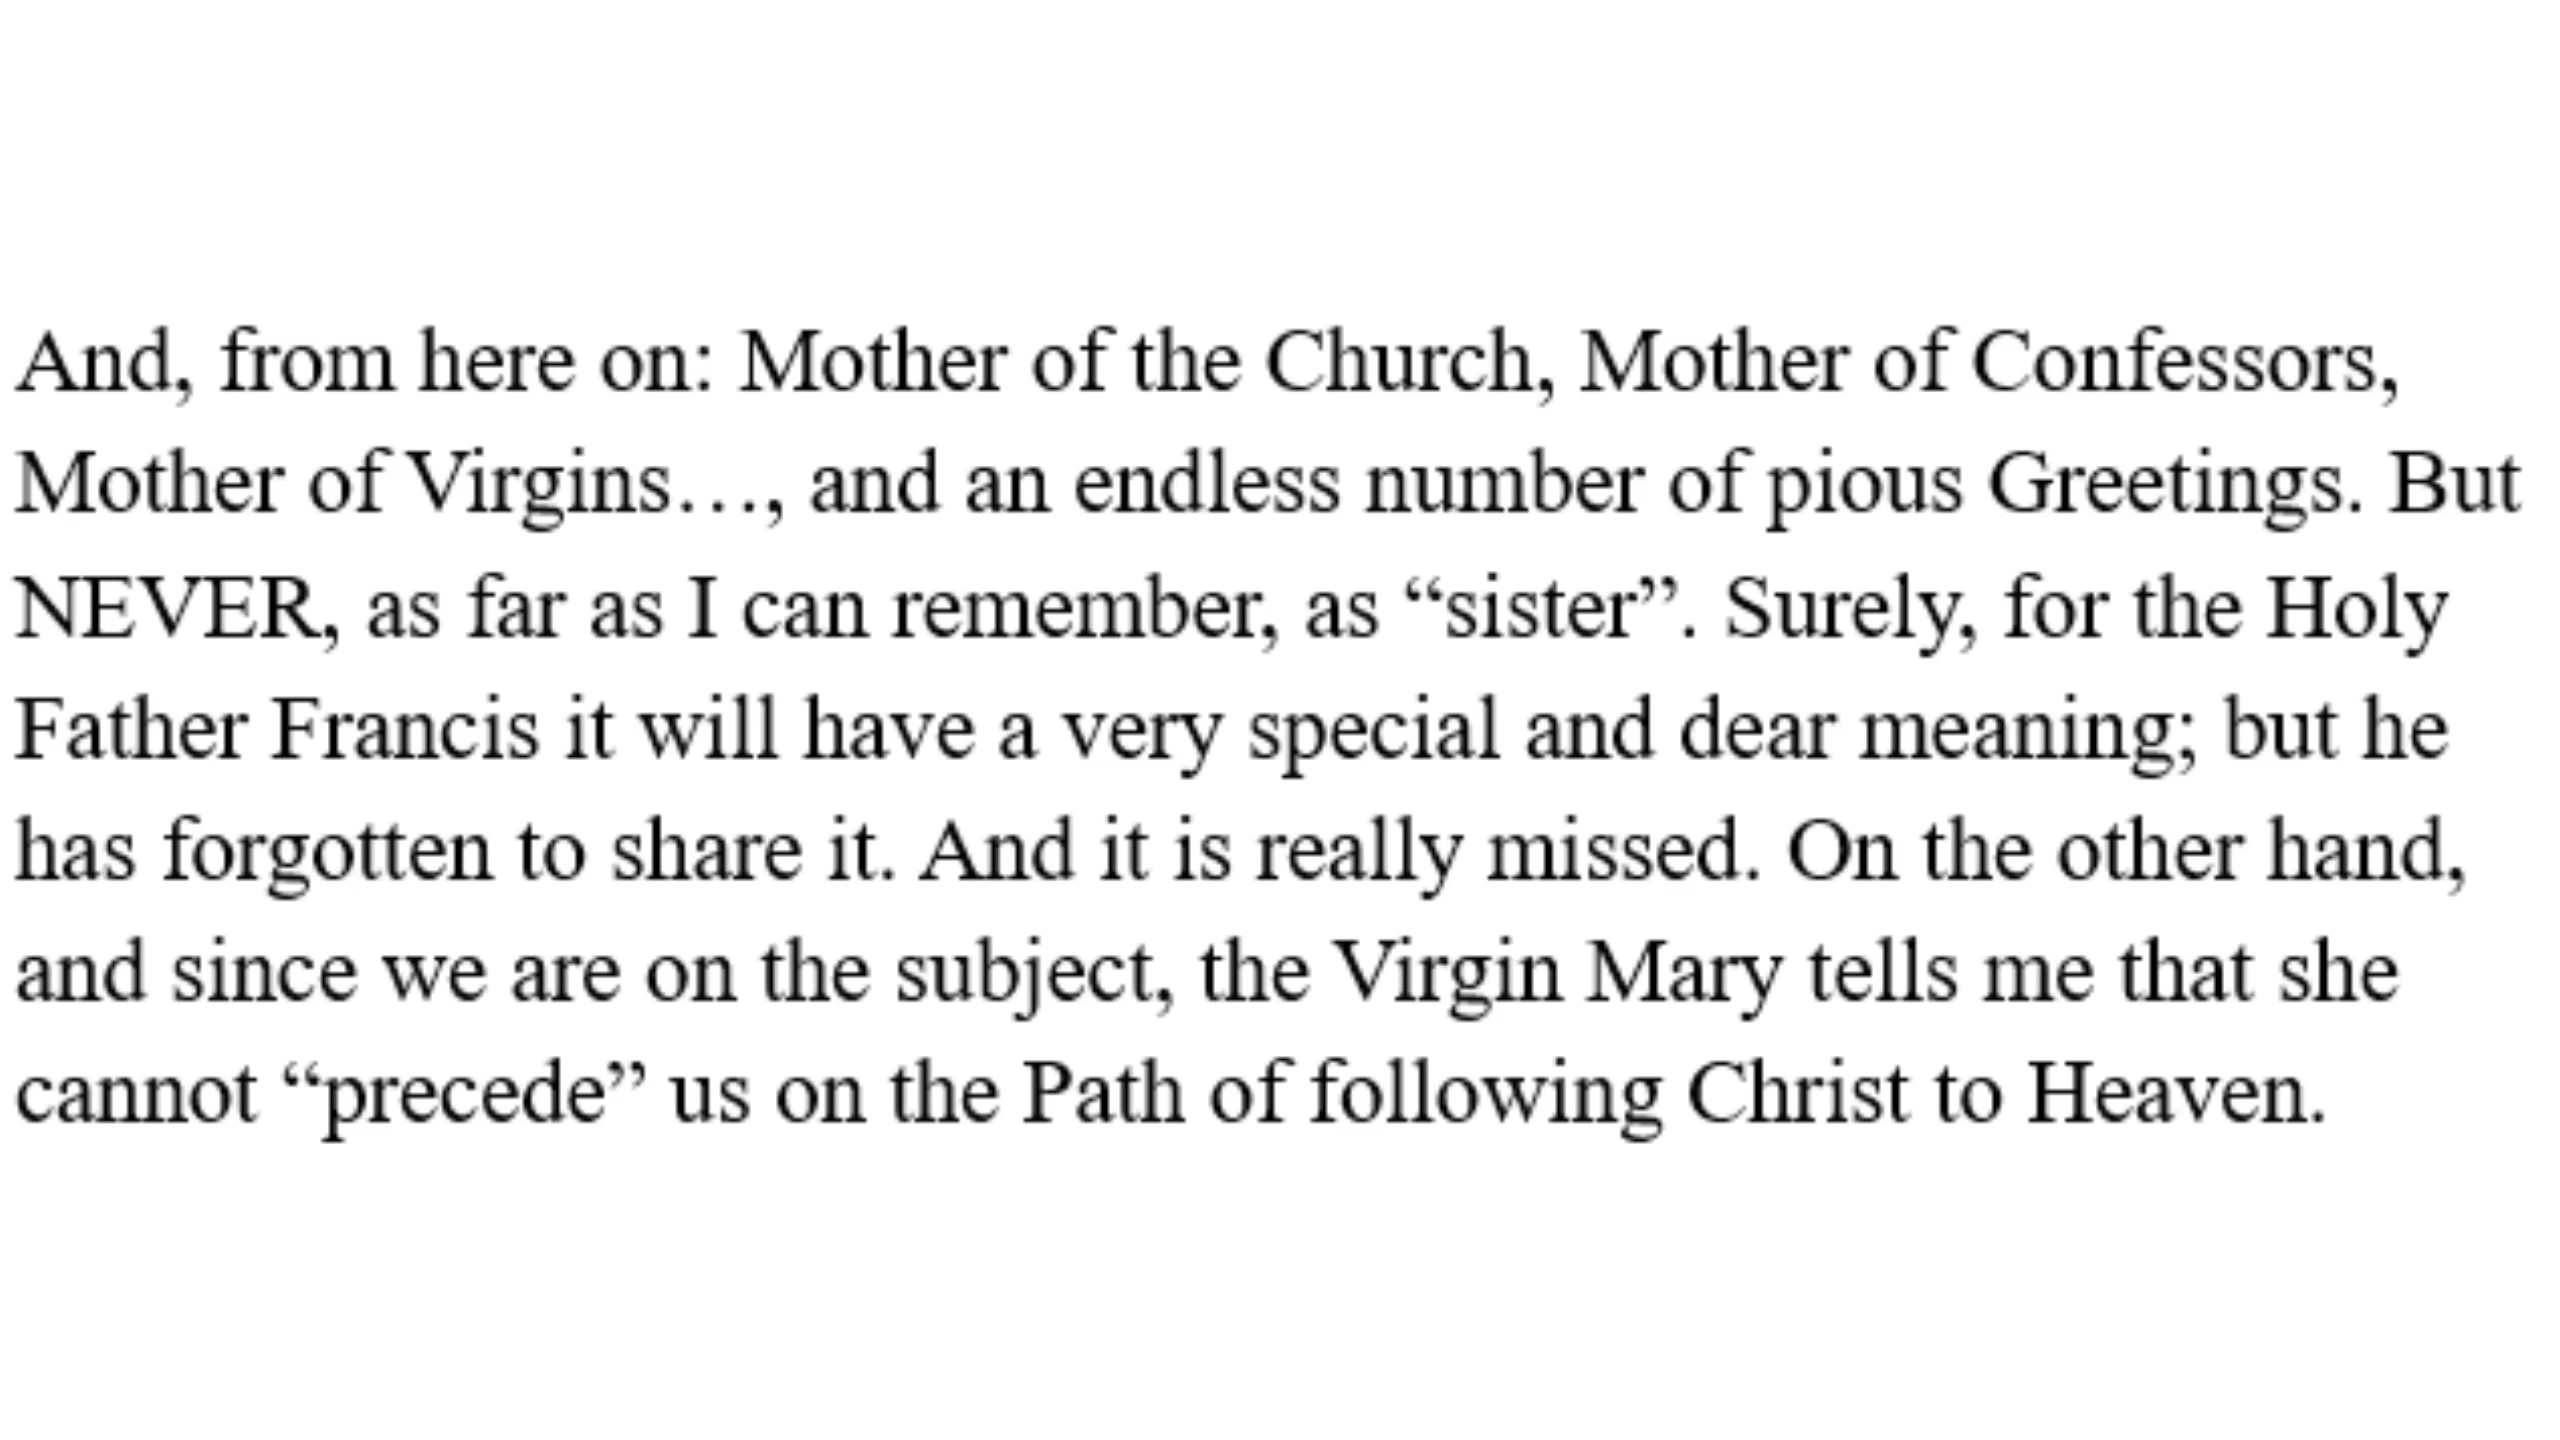 And, from here on: Mother of the Church, Mother of Confessors,
Mother of Virgins…, and an endless number of pious Greetings. But
NEVER, as far as I can remember, as “sister”. Surely, for the Holy
Father Francis it will have a very special and dear meaning; but he
has forgotten to share it. And it is really missed. On the other hand,
and since we are on the subject, the Virgin Mary tells me that she
cannot “precede” us on the Path of following Christ to Heaven.